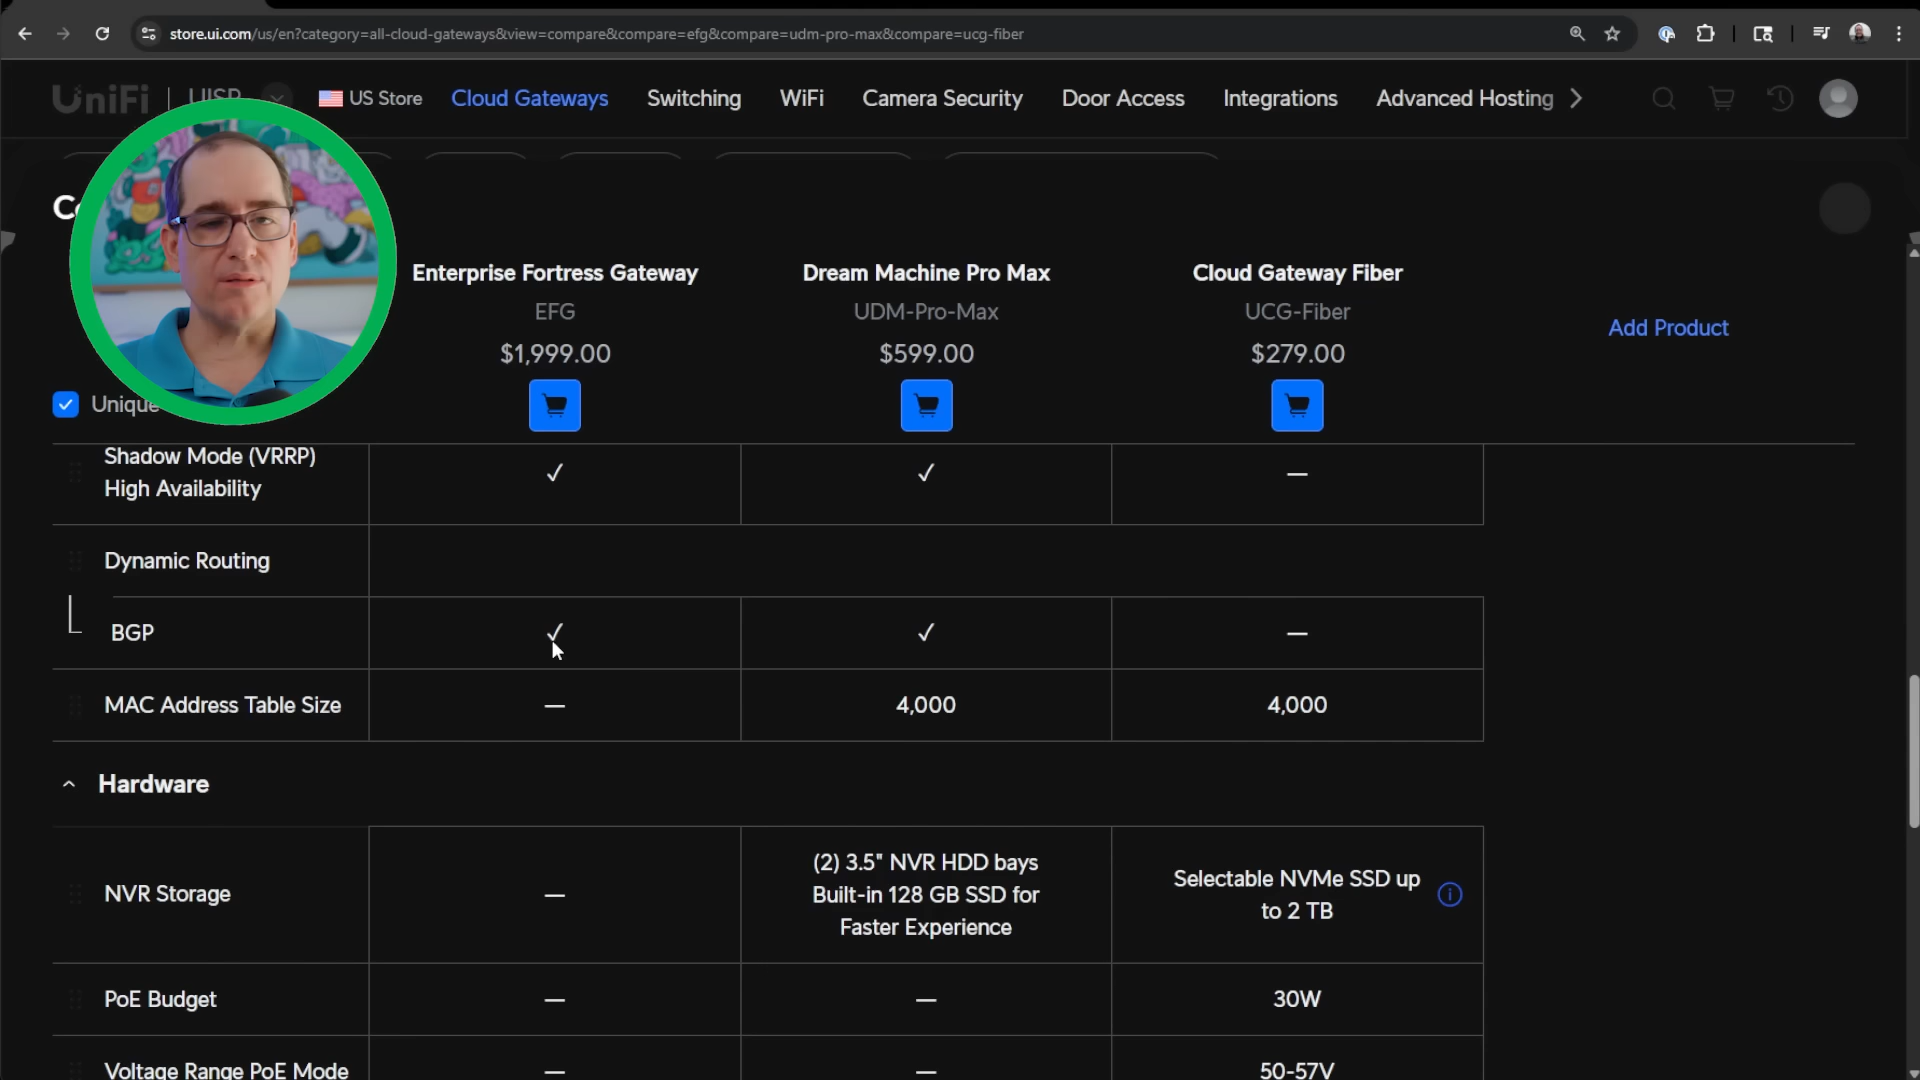 store.ui.com/us/en?category=all-cloud-gateways&view=compare&compare=efg&compare=udm-pro-max&compare=ucg-fiber
UniFi | UISP US Store Cloud Gateways Switching WiFi Camera Security Door Access Integrations Advanced Hosting
Enterprise Fortress Gateway Dream Machine Pro Max Cloud Gateway Fiber
EFG UDM-Pro-Max UCG-Fiber
Add Product
$1,999.00 $599.00 $279.00
Unique
Shadow Mode (VRRP)
High Availability
✓ ✓ —
Dynamic Routing
BGP ✓ ✓ —
MAC Address Table Size — 4,000 4,000
Hardware
NVR Storage — (2) 3.5" NVR HDD bays
Built-in 128 GB SSD for
Faster Experience
Selectable NVMe SSD up
to 2 TB
PoE Budget — — 30W
Voltage Range PoE Mode — — 50-57V